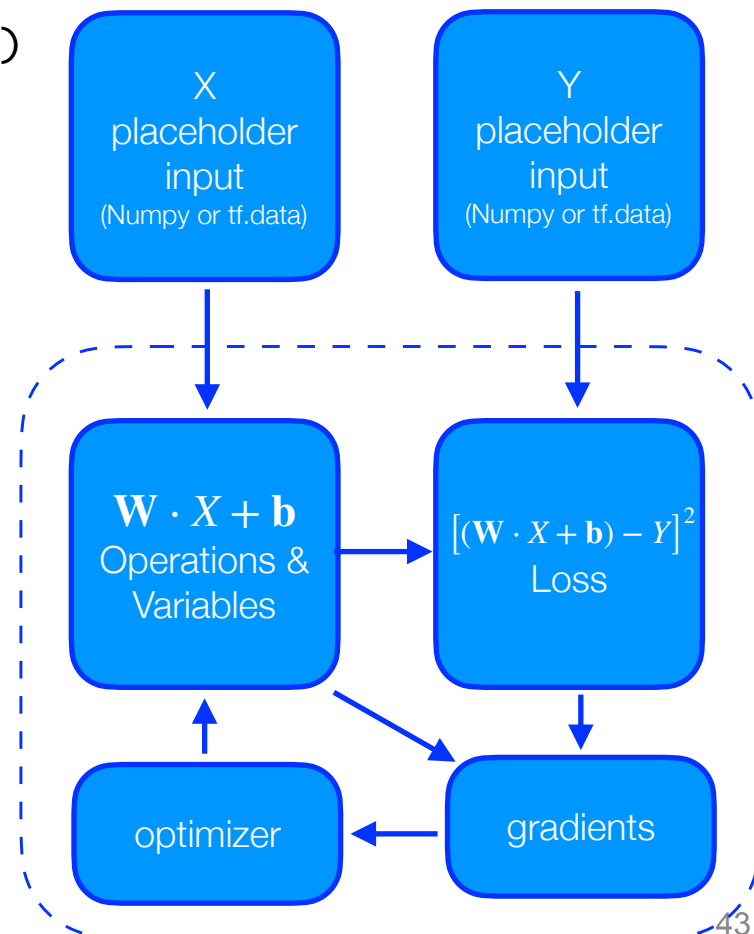 )
X
placeholder
input
(Numpy or tf.data)
Y
placeholder
input
(Numpy or tf.data)
W · X + b
Operations &
Variables
[(W · X + b) − Y]²
Loss
optimizer
gradients
43